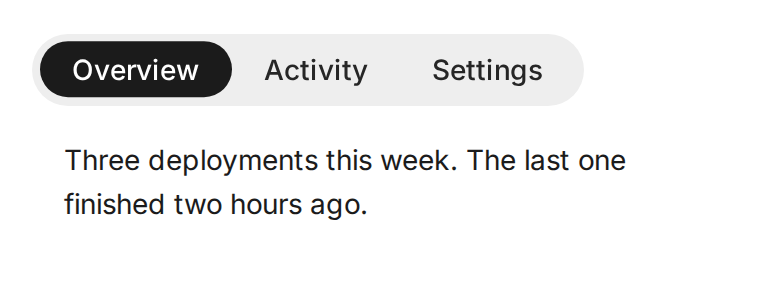 Overview Activity Settings
Three deployments this week. The last one
finished two hours ago.